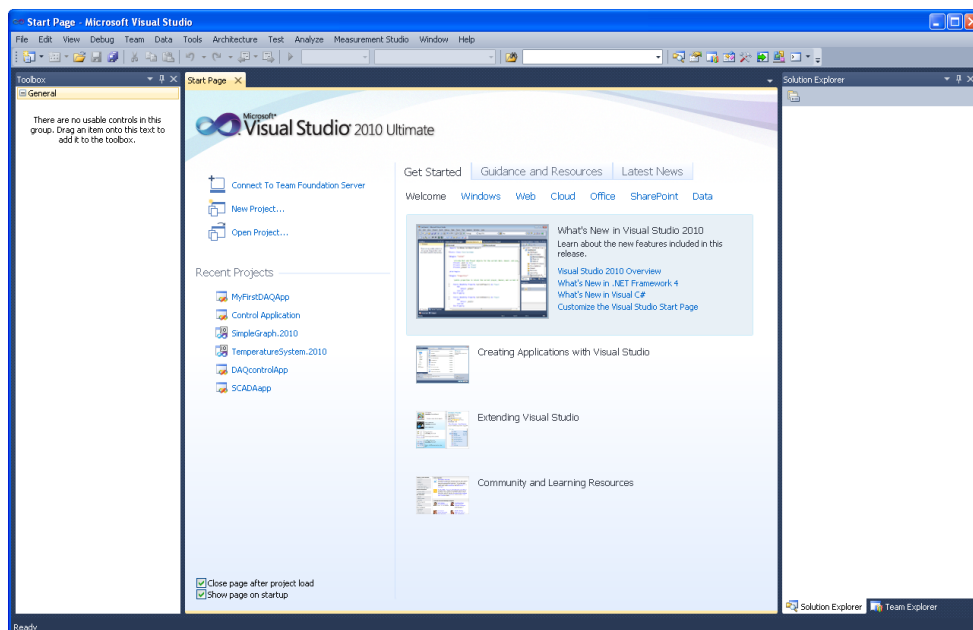 Start Page - Microsoft Visual Studio
File Edit View Debug Team Data Tools Architecture Test Analyze Measurement Studio Window Help
Toolbox
General
There are no usable controls in this
group. Drag an item onto this text to
add it to the toolbox.
Start Page
Microsoft
Visual Studio 2010 Ultimate
Connect To Team Foundation Server
New Project...
Open Project...
Recent Projects
MyFirstDAQApp
Control Application
SimpleGraph.2010
TemperatureSystem.2010
DAQcontrolApp
SCADAapp
Close page after project load
Show page on startup
Get Started Guidance and Resources Latest News
Welcome Windows Web Cloud Office SharePoint Data
What's New in Visual Studio 2010
Learn about the new features included in this
release.
Visual Studio 2010 Overview
What's New in .NET Framework 4
What's New in Visual C#
Customize the Visual Studio Start Page
Creating Applications with Visual Studio
Extending Visual Studio
Community and Learning Resources
Solution Explorer
Solution Explorer Team Explorer
Ready